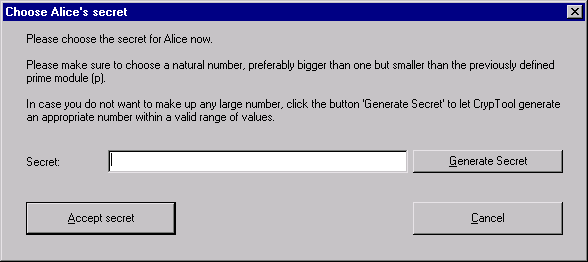 Choose Alice's secret
Please choose the secret for Alice now.
Please make sure to choose a natural number, preferably bigger than one but smaller than the previously defined
prime module (p).
In case you do not want to make up any large number, click the button 'Generate Secret' to let CrypTool generate
an appropriate number within a valid range of values.
Secret:
Generate Secret
Accept secret
Cancel